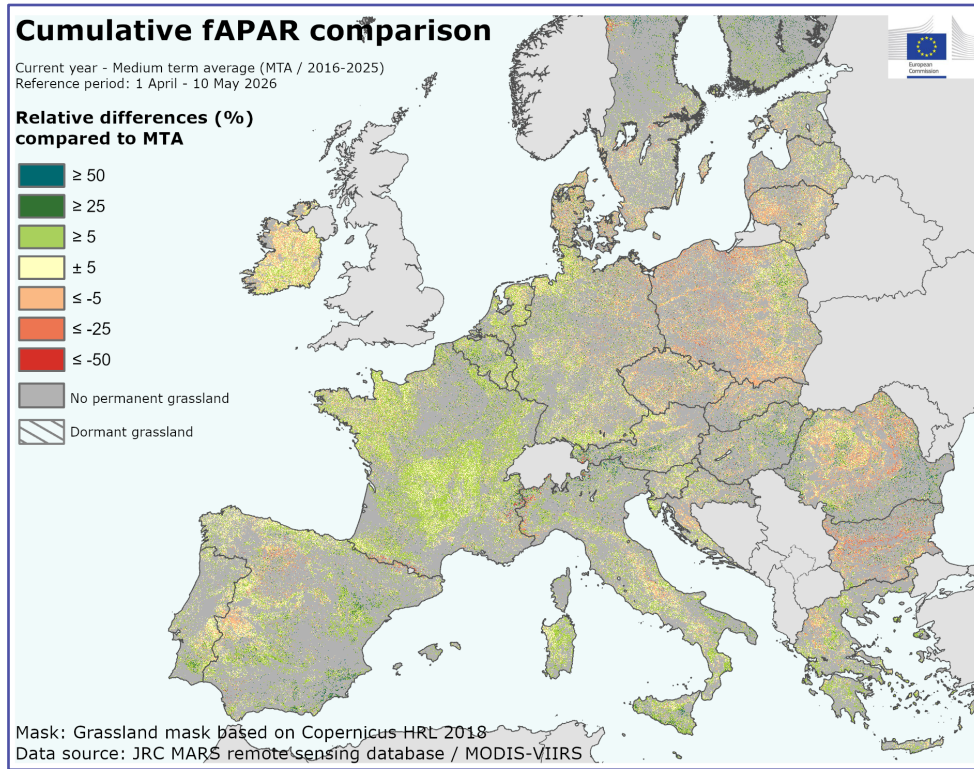 Cumulative fAPAR comparison
Current year - Medium term average (MTA / 2016-2025)
Reference period: 1 April - 10 May 2026
Relative differences (%)
compared to MTA
≥ 50
≥ 25
≥ 5
± 5
≤ -5
≤ -25
≤ -50
No permanent grassland
Dormant grassland
European
Commission
Mask: Grassland mask based on Copernicus HRL 2018
Data source: JRC MARS remote sensing database / MODIS-VIIRS